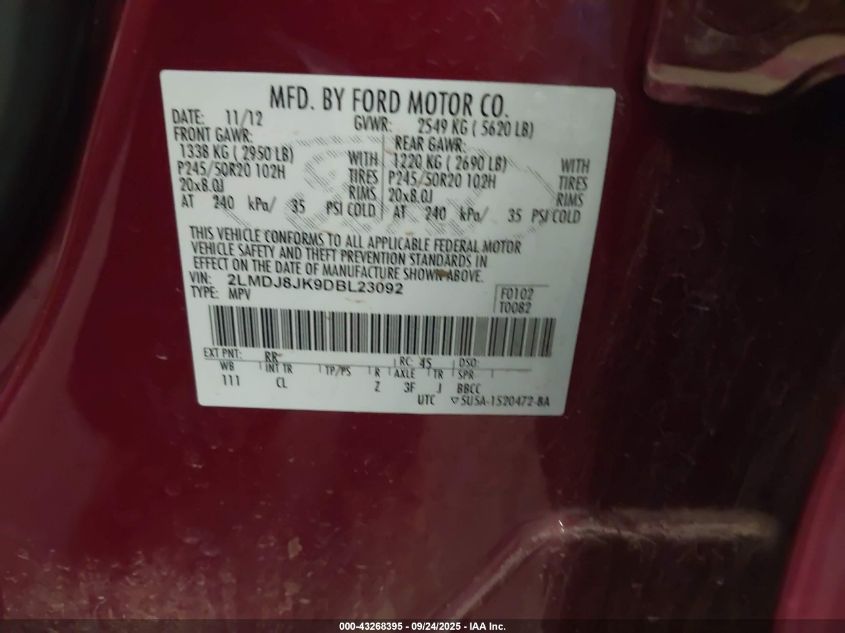 MFD. BY FORD MOTOR CO.
DATE: 11/12 GVWR: 2549 KG ( 5620 LB)
FRONT GAWR: REAR GAWR:
1338 KG ( 2950 LB) WITH 1220 KG ( 2690 LB) WITH
P245/50R20 102H TIRES P245/50R20 102H TIRES
20x8.0J RIMS 20x8.0J RIMS
AT 240 kPa/ 35 PSI COLD AT 240 kPa/ 35 PSI COLD
THIS VEHICLE CONFORMS TO ALL APPLICABLE FEDERAL MOTOR
VEHICLE SAFETY AND THEFT PREVENTION STANDARDS IN
EFFECT ON THE DATE OF MANUFACTURE SHOWN ABOVE.
VIN: 2LMDJ8JK9DBL23092 F0102
TYPE: MPV T0082
EXT PNT: RR RC: 45 DSO:
WB INT TR TP/PS R AXLE TR SPR
111 CL Z 3F J BBCC
UTC ▽5U5A-1520472-BA
000-43268395 - 09/24/2025 - IAA Inc.